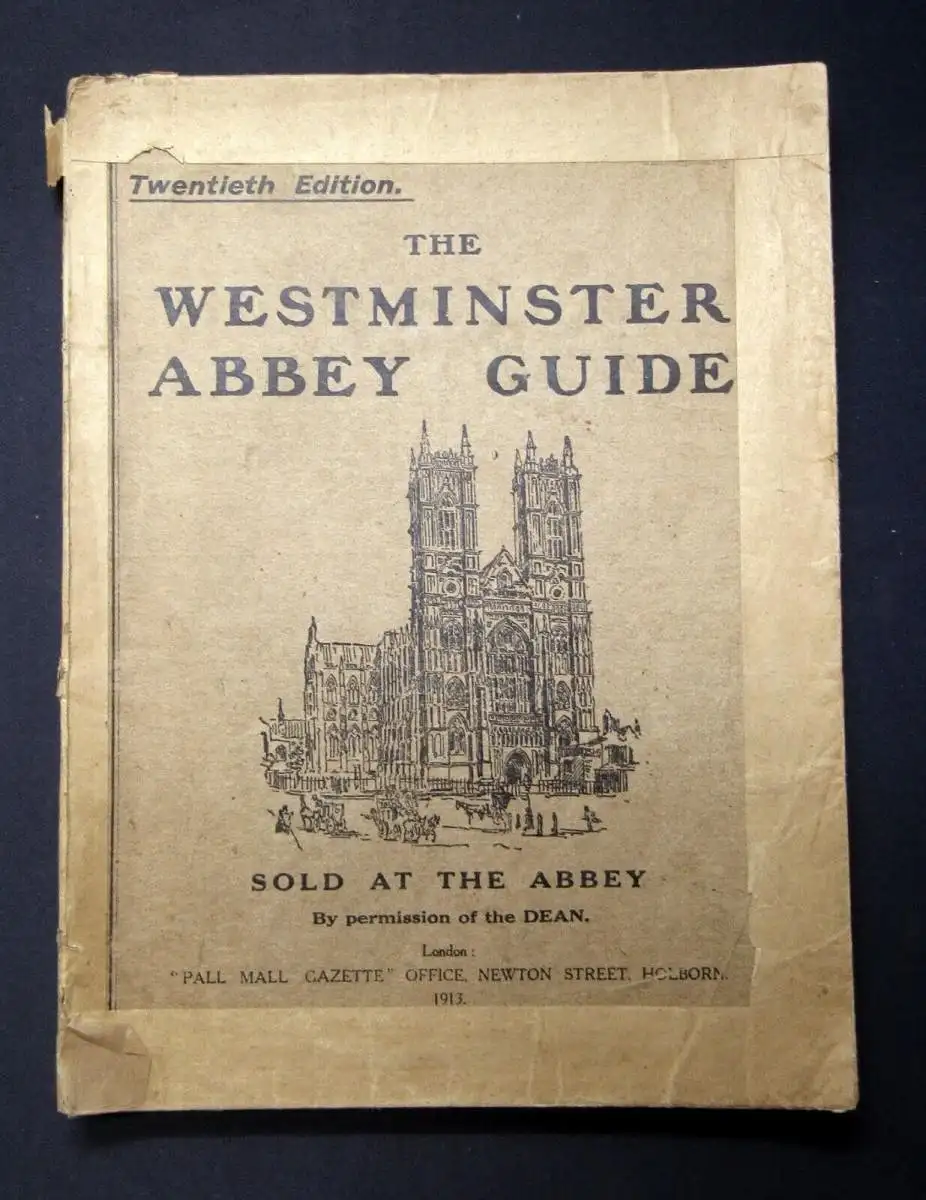 Twentieth Edition.
THE
WESTMINSTER
ABBEY GUIDE
SOLD AT THE ABBEY
By permission of the DEAN.
London:
"PALL MALL GAZETTE" OFFICE, NEWTON STREET, HOLBORN.
1913.